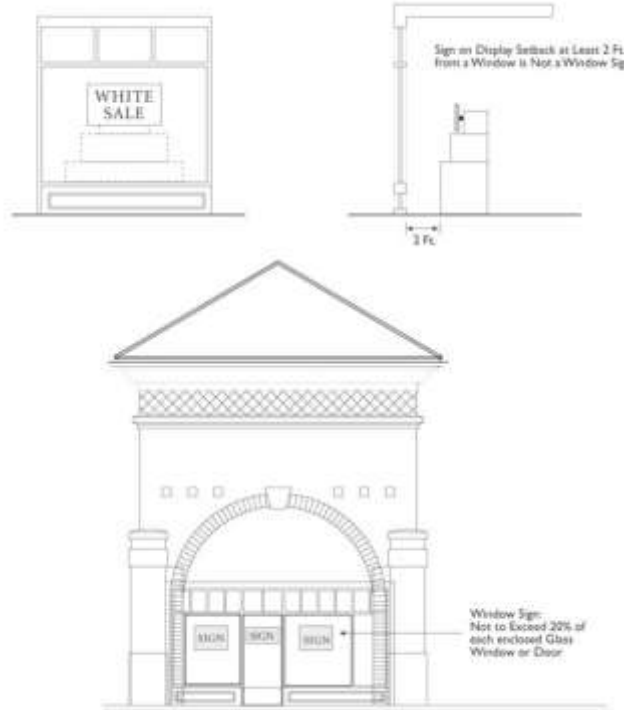 Sign on Display Setback at Least 2 Ft.
from a Window is Not a Window
WHITE
SALE
2 Ft.
SIGN SIGN SIGN
Window Sign:
Not to Exceed 20% of
each enclosed Glass
Window or Door